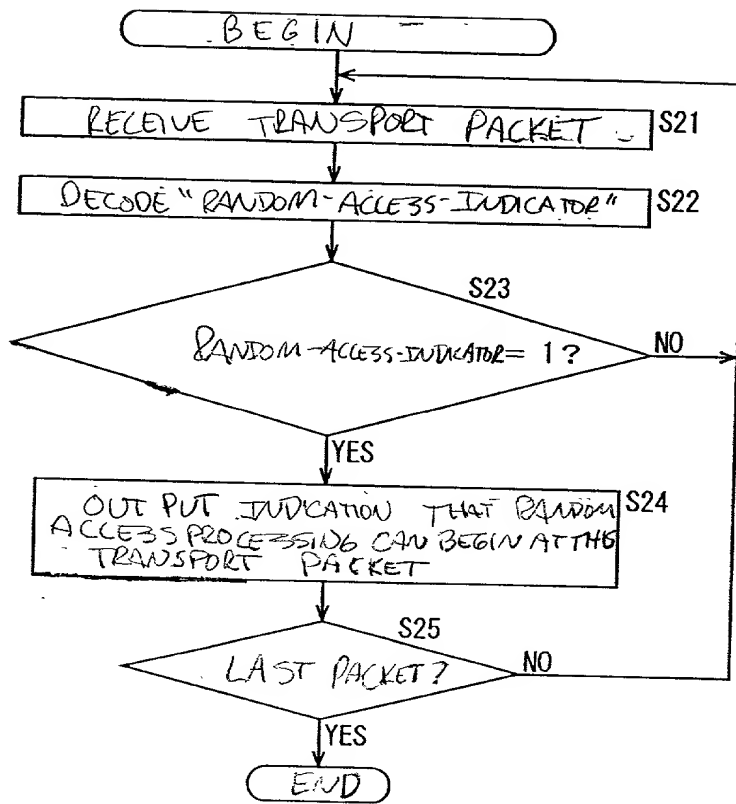 BEGIN
RECEIVE TRANSPORT PACKET
S21
DECODE "RANDOM-ACCESS-INDICATOR"
S22
S23
RANDOM-ACCESS-INDICATOR = 1?
NO
YES
OUTPUT INDICATION THAT RANDOM
ACCESS PROCESSING CAN BEGIN AT THE
TRANSPORT PACKET
S24
S25
LAST PACKET?
NO
YES
END